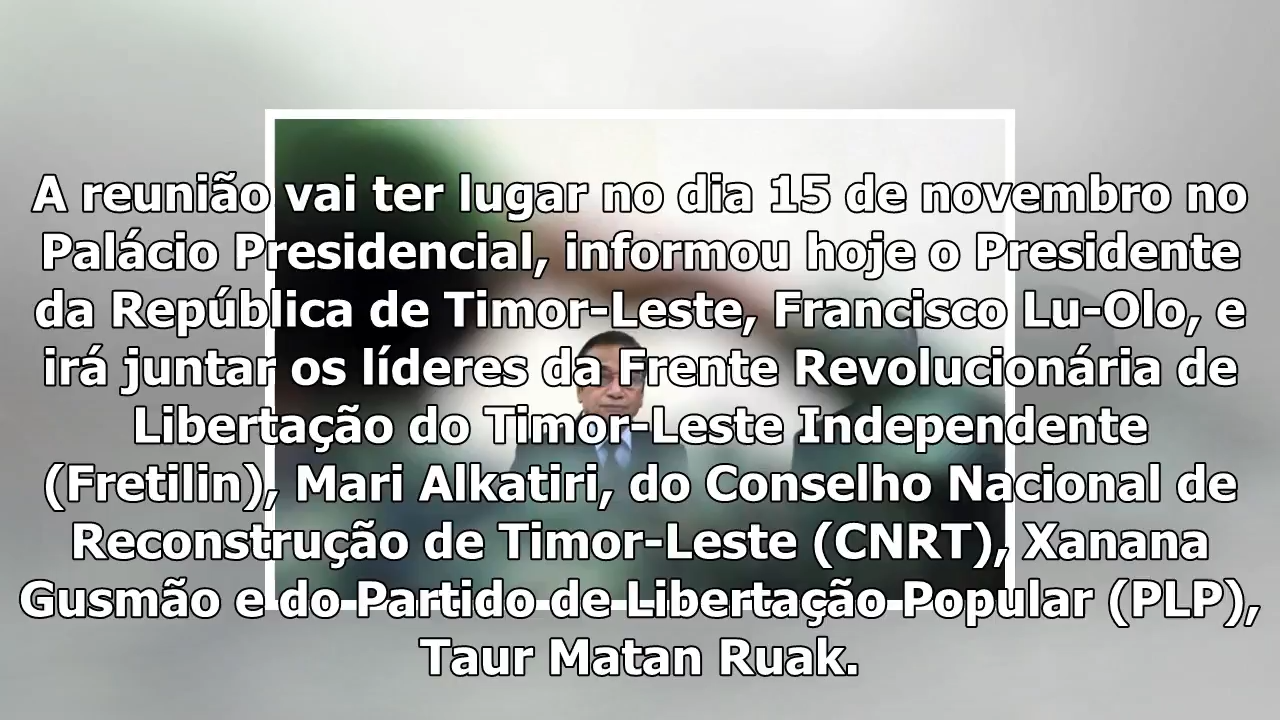 A reunião vai ter lugar no dia 15 de novembro no
Palácio Presidencial, informou hoje o Presidente
da República de Timor-Leste, Francisco Lu-Olo, e
irá juntar os líderes da Frente Revolucionária de
Libertação do Timor-Leste Independente
(Fretilin), Mari Alkatiri, do Conselho Nacional de
Reconstrução de Timor-Leste (CNRT), Xanana
Gusmão e do Partido de Libertação Popular (PLP),
Taur Matan Ruak.